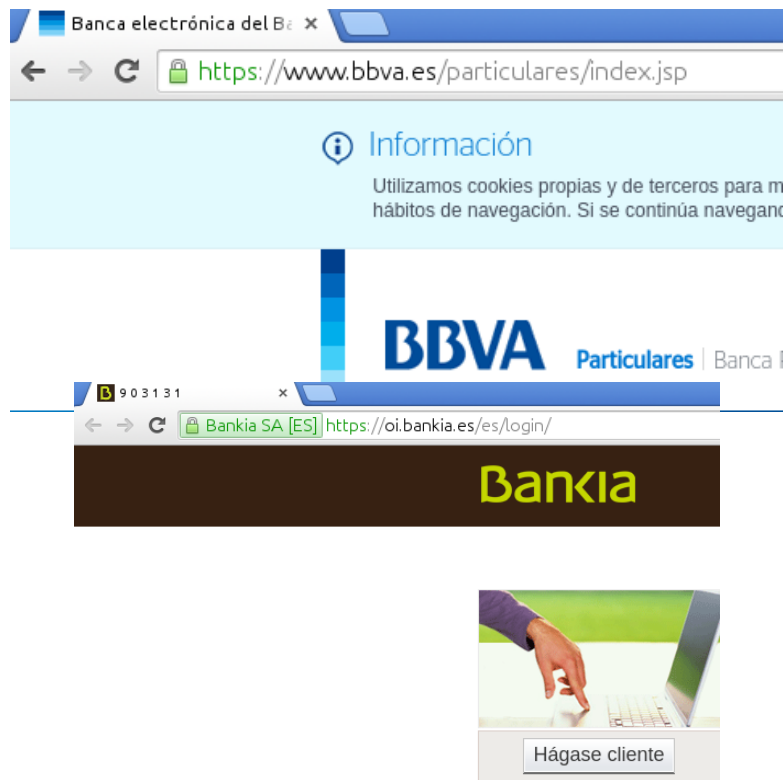 Banca electrónica del Ba
https://www.bbva.es/particulares/index.jsp
Información
Utilizamos cookies propias y de terceros para m
hábitos de navegación. Si se continúa navegand
BBVA Particulares Banca P
903131
Bankia SA [ES] https://oi.bankia.es/es/login/
Bankia
Hágase cliente